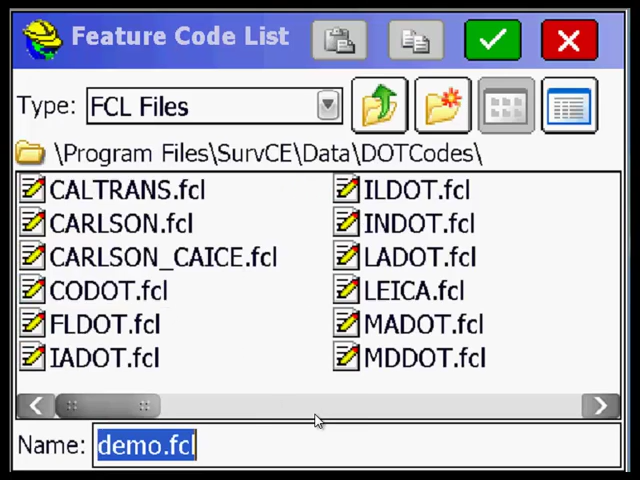 Feature Code List
Type: FCL Files
\Program Files\SurvCE\Data\DOTCodes\
CALTRANS.fcl
CARLSON.fcl
CARLSON_CAICE.fcl
CODOT.fcl
FLDOT.fcl
IADOT.fcl
ILDOT.fcl
INDOT.fcl
LADOT.fcl
LEICA.fcl
MADOT.fcl
MDDOT.fcl
Name: demo.fcl